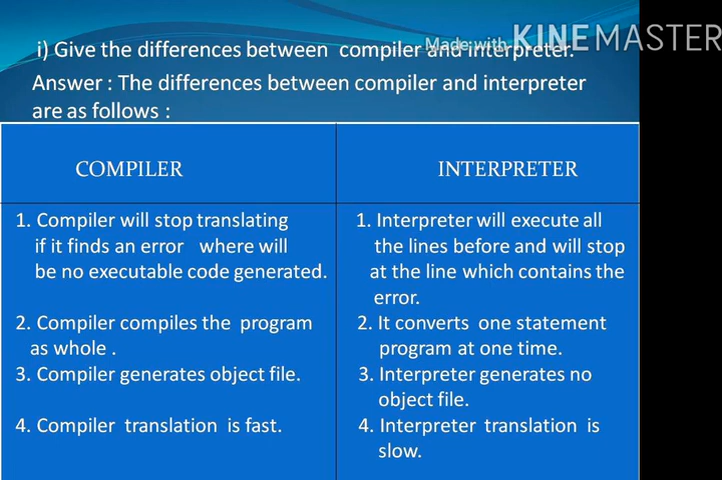 Made with KINEMASTER
i) Give the differences between compiler and interpreter.
Answer : The differences between compiler and interpreter
are as follows :
COMPILER
1. Compiler will stop translating
if it finds an error where will
be no executable code generated.
2. Compiler compiles the program
as whole .
3. Compiler generates object file.
4. Compiler translation is fast.
INTERPRETER
1. Interpreter will execute all
the lines before and will stop
at the line which contains the
error.
2. It converts one statement
program at one time.
3. Interpreter generates no
object file.
4. Interpreter translation is
slow.